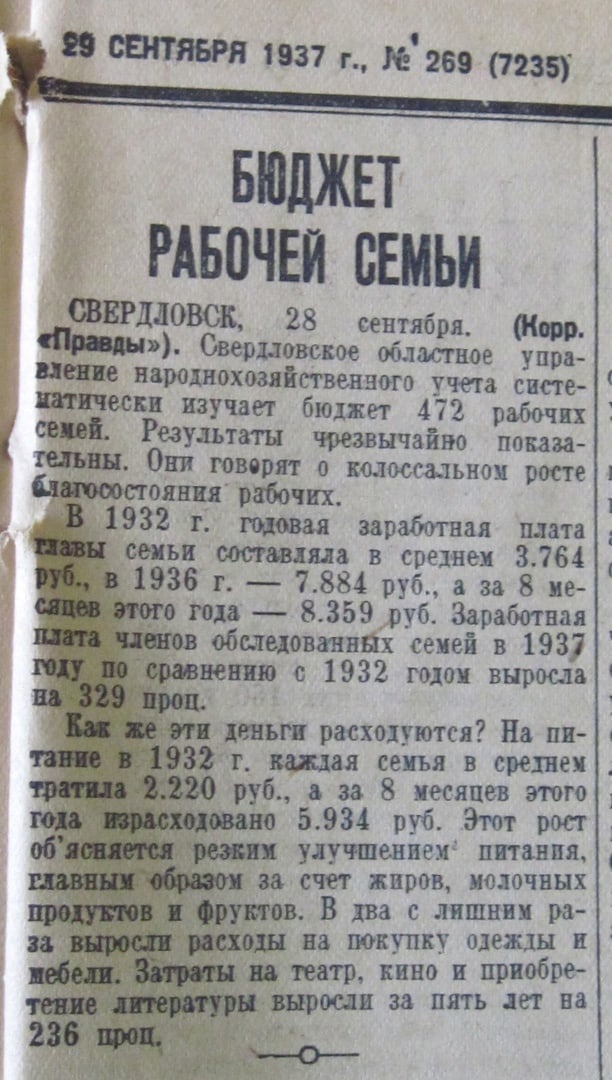 29 СЕНТЯБРЯ 1937 г., № 269 (7235)
БЮДЖЕТ
РАБОЧЕЙ СЕМЬИ
СВЕРДЛОВСК, 28 сентября. (Корр.
«Правды»). Свердловское областное упра-
вление народнохозяйственного учета систе-
матически изучает бюджет 472 рабочих
семей. Результаты чрезвычайно показа-
тельны. Они говорят о колоссальном росте
благосостояния рабочих.
В 1932 г. годовая заработная плата
главы семьи составляла в среднем 3.764
руб., в 1936 г. — 7.884 руб., а за 8 ме-
сяцев этого года — 8.359 руб. Заработная
плата членов обследованных семей в 1937
году по сравнению с 1932 годом выросла
на 329 проц.
Как же эти деньги расходуются? На пи-
тание в 1932 г. каждая семья в среднем
тратила 2.220 руб., а за 8 месяцев этого
года израсходовано 5.934 руб. Этот рост
об'ясняется резким улучшением питания,
главным образом за счет жиров, молочных
продуктов и фруктов. В два с лишним ра-
за выросли расходы на покупку одежды и
мебели. Затраты на театр, кино и приобре-
тение литературы выросли за пять лет на
236 проц.